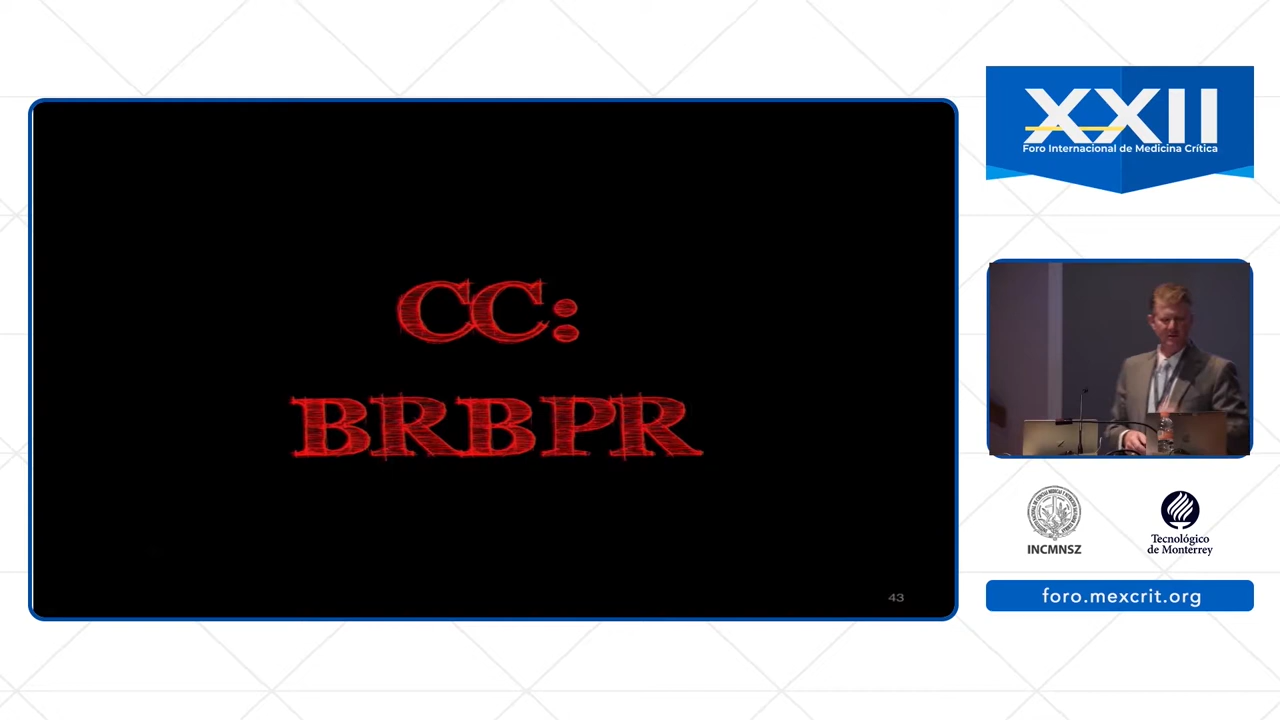 CC:
BRBPR
43
XXII
Foro Internacional de Medicina Crítica
INCMNSZ
Tecnológico
de Monterrey
foro.mexcrit.org